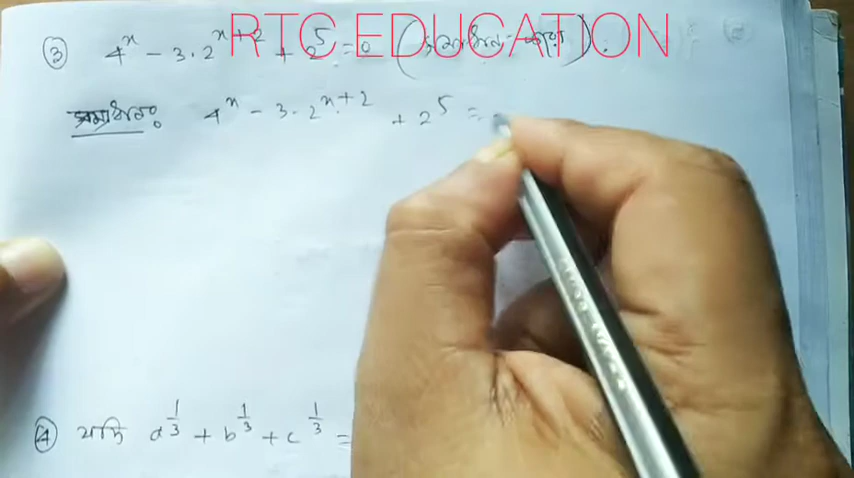 RTC EDUCATION
③ 4^x - 3.2^{x+2} + 2^5 = 0 (সমাধান কর).
সমাধান: 4^x - 3.2^{x+2} + 2^5 =
④ যদি a^{1/3} + b^{1/3} + c^{1/3} =